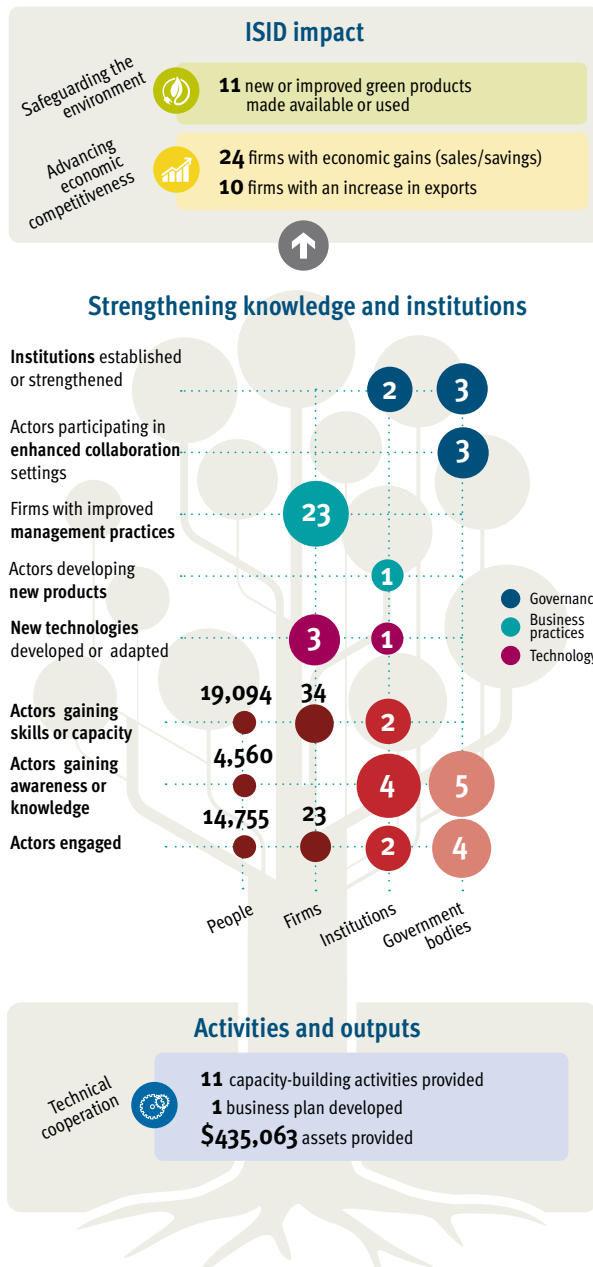 ISID impact
Safeguarding the
environment
11 new or improved green products
made available or used
Advancing
economic
competitiveness
24 firms with economic gains (sales/savings)
10 firms with an increase in exports
Strengthening knowledge and institutions
Institutions established
or strengthened
2
3
Actors participating in
enhanced collaboration
settings
3
Firms with improved
management practices
23
Actors developing
new products
1
New technologies
developed or adapted
3
1
Governanc
Business
practices
Technology
Actors gaining
skills or capacity
19,094
34
2
Actors gaining
awareness or
knowledge
4,560
4
5
Actors engaged
14,755
23
2
4
People
Firms
Institutions
Government
bodies
Activities and outputs
Technical
cooperation
11 capacity-building activities provided
1 business plan developed
$435,063 assets provided